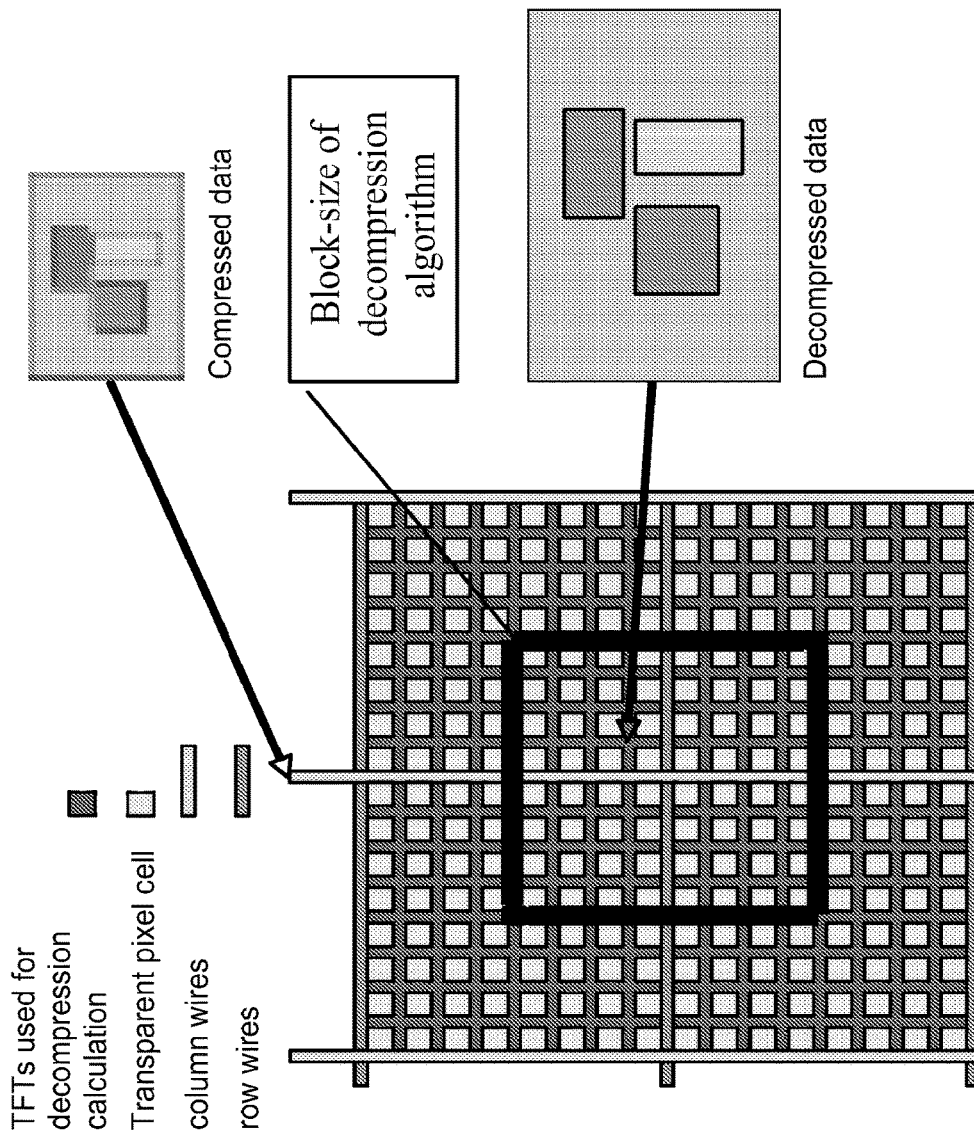 TFTs used for
decompression
calculation
Transparent pixel cell
column wires
row wires
Compressed data
Block-size of
decompression
algorithm
Decompressed data